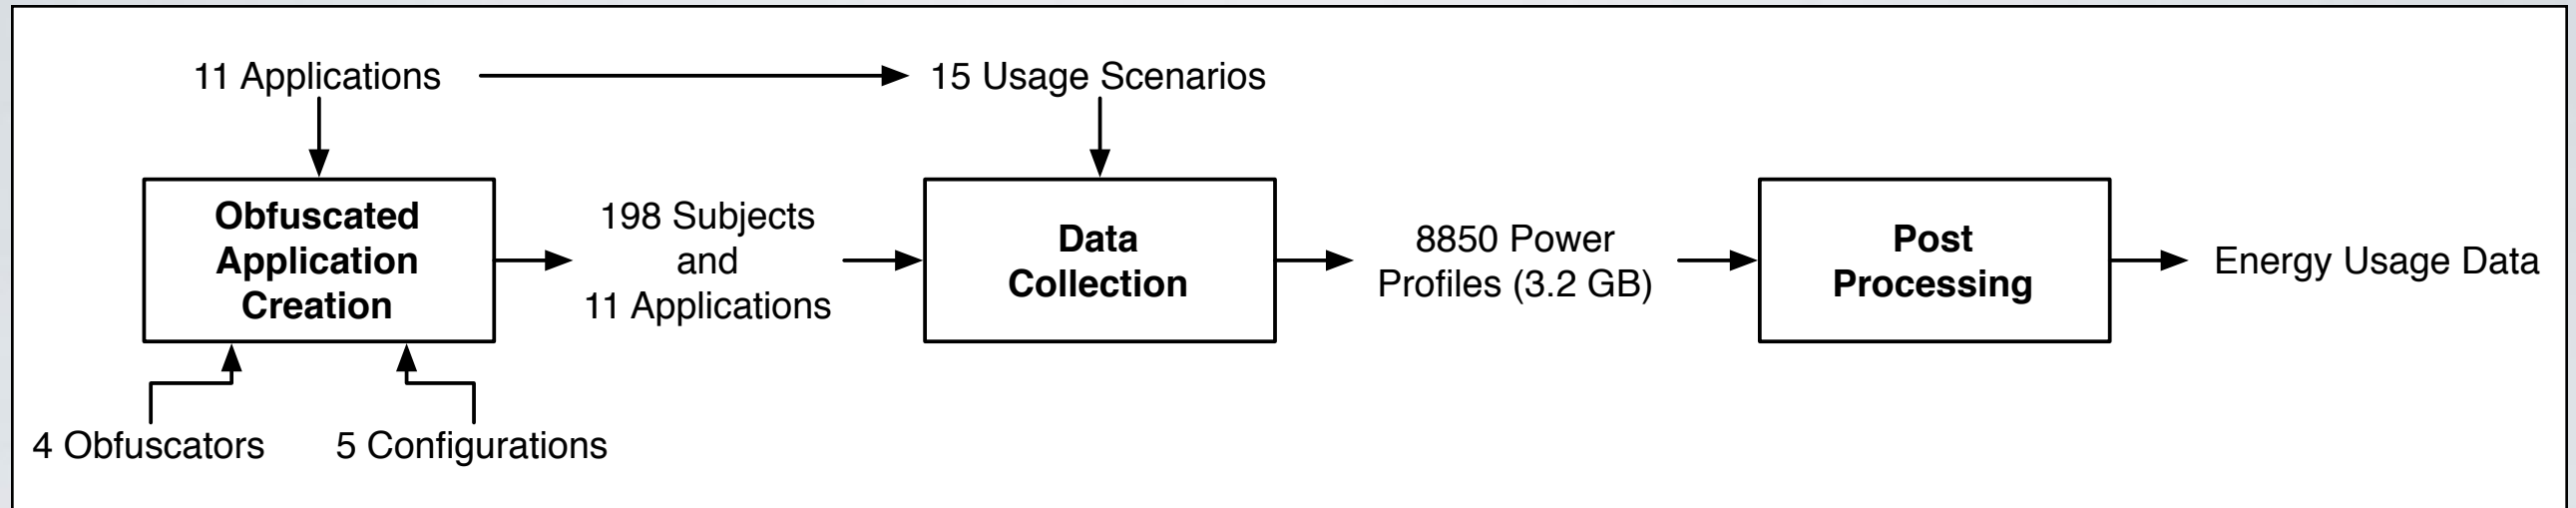 11 Applications
15 Usage Scenarios
Obfuscated
Application
Creation
198 Subjects
and
11 Applications
Data
Collection
8850 Power
Profiles (3.2 GB)
Post
Processing
Energy Usage Data
4 Obfuscators
5 Configurations